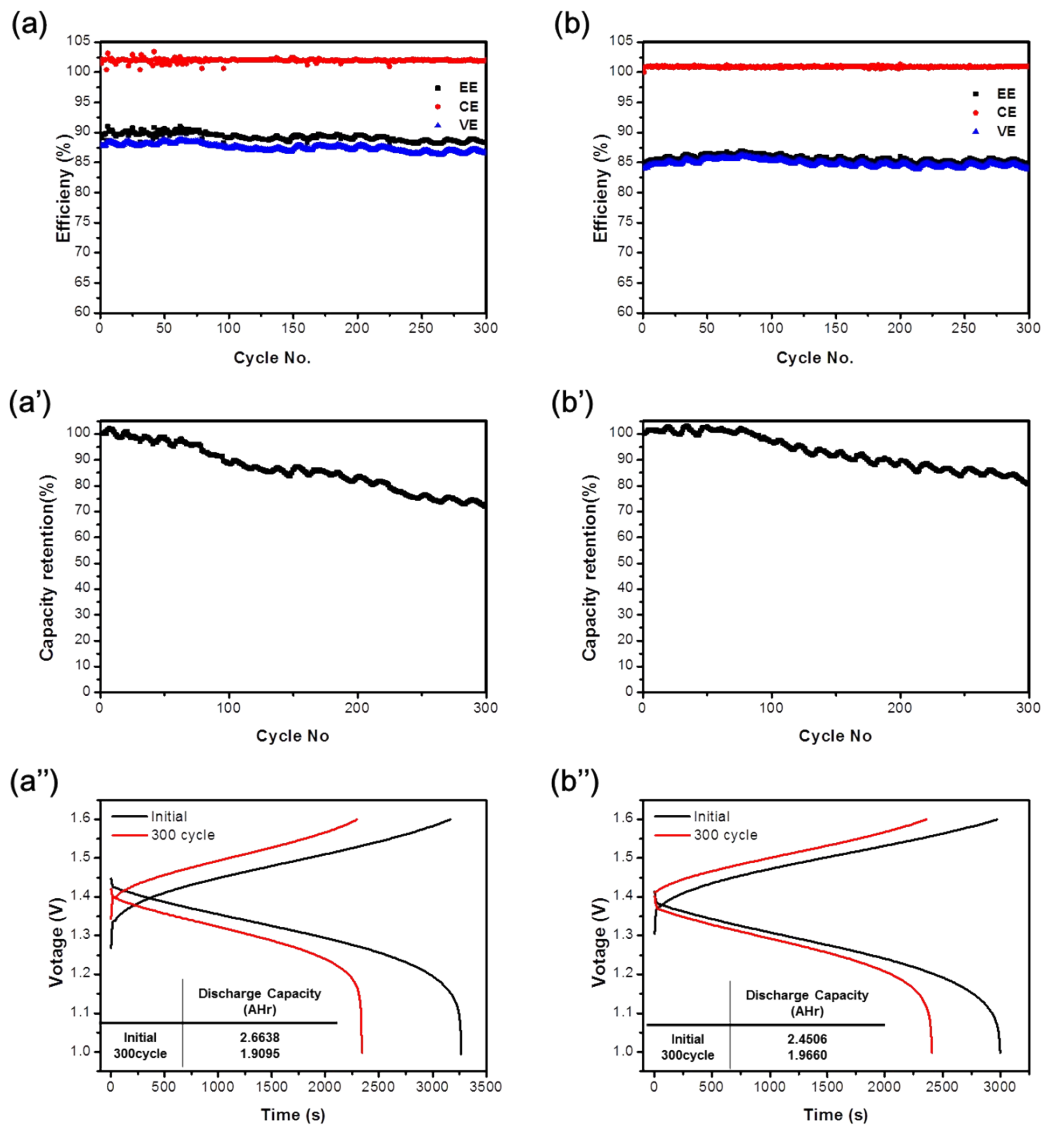 (a)
105
100
95
90
85
80
75
70
65
60
Efficieny (%)
EE
CE
VE
0
50
100
150
200
250
300
Cycle No.
(b)
105
100
95
90
85
80
75
70
65
60
Efficieny (%)
EE
CE
VE
0
50
100
150
200
250
300
Cycle No.
(a')
100
90
80
70
60
50
40
30
20
10
0
Capacity retention(%)
0
100
200
300
Cycle No
(b')
100
90
80
70
60
50
40
30
20
10
0
Capacity retention(%)
0
100
200
300
Cycle No
(a'')
1.6
1.5
1.4
1.3
1.2
1.1
1.0
Votage (V)
Initial
300 cycle
Discharge Capacity
(AHr)
Initial 2.6638
300cycle 1.9095
0
500
1000
1500
2000
2500
3000
3500
Time (s)
(b'')
1.6
1.5
1.4
1.3
1.2
1.1
1.0
Votage (V)
Initial
300 cycle
Discharge Capacity
(AHr)
Initial 2.4506
300cycle 1.9660
0
500
1000
1500
2000
2500
3000
Time (s)